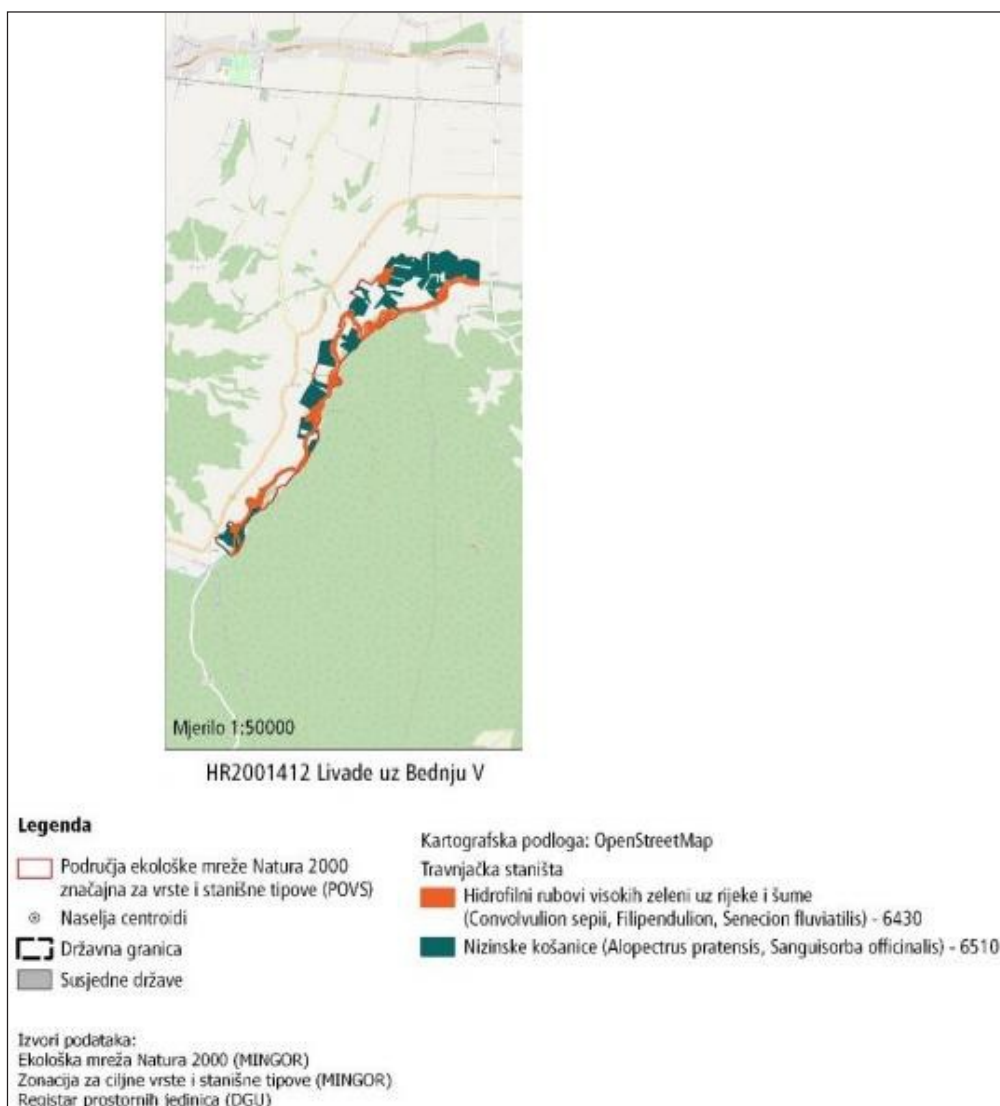 Mjerilo 1:50000
HR2001412 Livade uz Bednju V
Legenda
Područja ekološke mreže Natura 2000
značajna za vrste i stanišne tipove (POVS)
Naselja centroidi
Državna granica
Susjedne države
Kartografska podloga: OpenStreetMap
Travnjačka staništa
Hidrofilni rubovi visokih zeleni uz rijeke i šume
(Convolvulion sepii, Filipendulion, Senecion fluviatilis) - 6430
Nizinske košanice (Alopectrus pratensis, Sanguisorba officinalis) - 6510
Izvori podataka:
Ekološka mreža Natura 2000 (MINGOR)
Zonacija za ciljne vrste i stanišne tipove (MINGOR)
Registar prostornih jedinica (DGU)